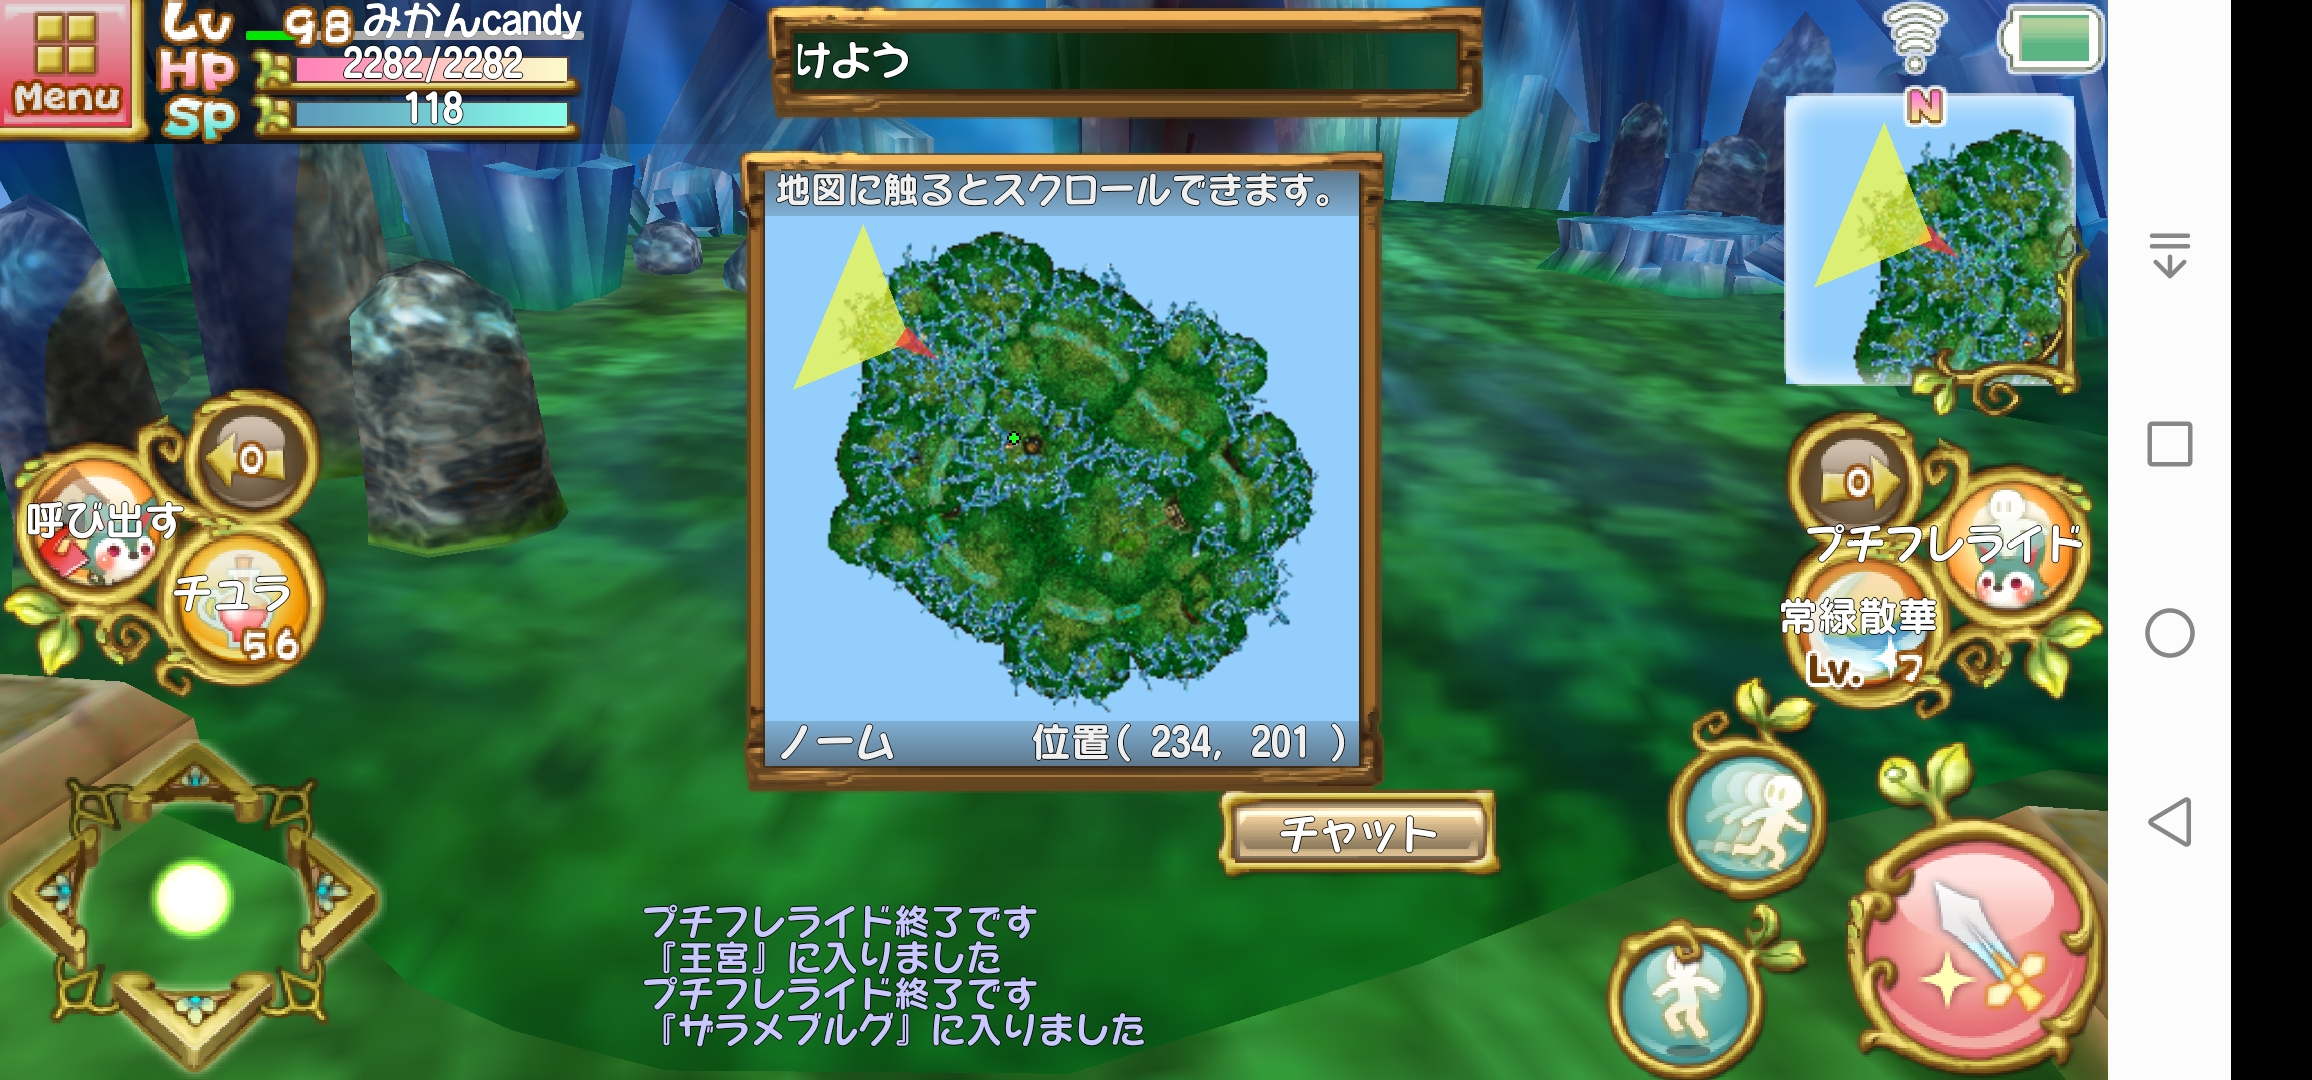 Menu
Lv 98 みかんcandy
Hp 2282/2282
Sp 118
けよう
N
地図に触るとスクロールできます。
ノーム 位置( 234, 201 )
0
呼び出す
チュラ
56
0
プチフレライド
常緑散華
Lv. 7
チャット
プチフレライド終了です
『王宮』に入りました
プチフレライド終了です
『ザラメブルグ』に入りました